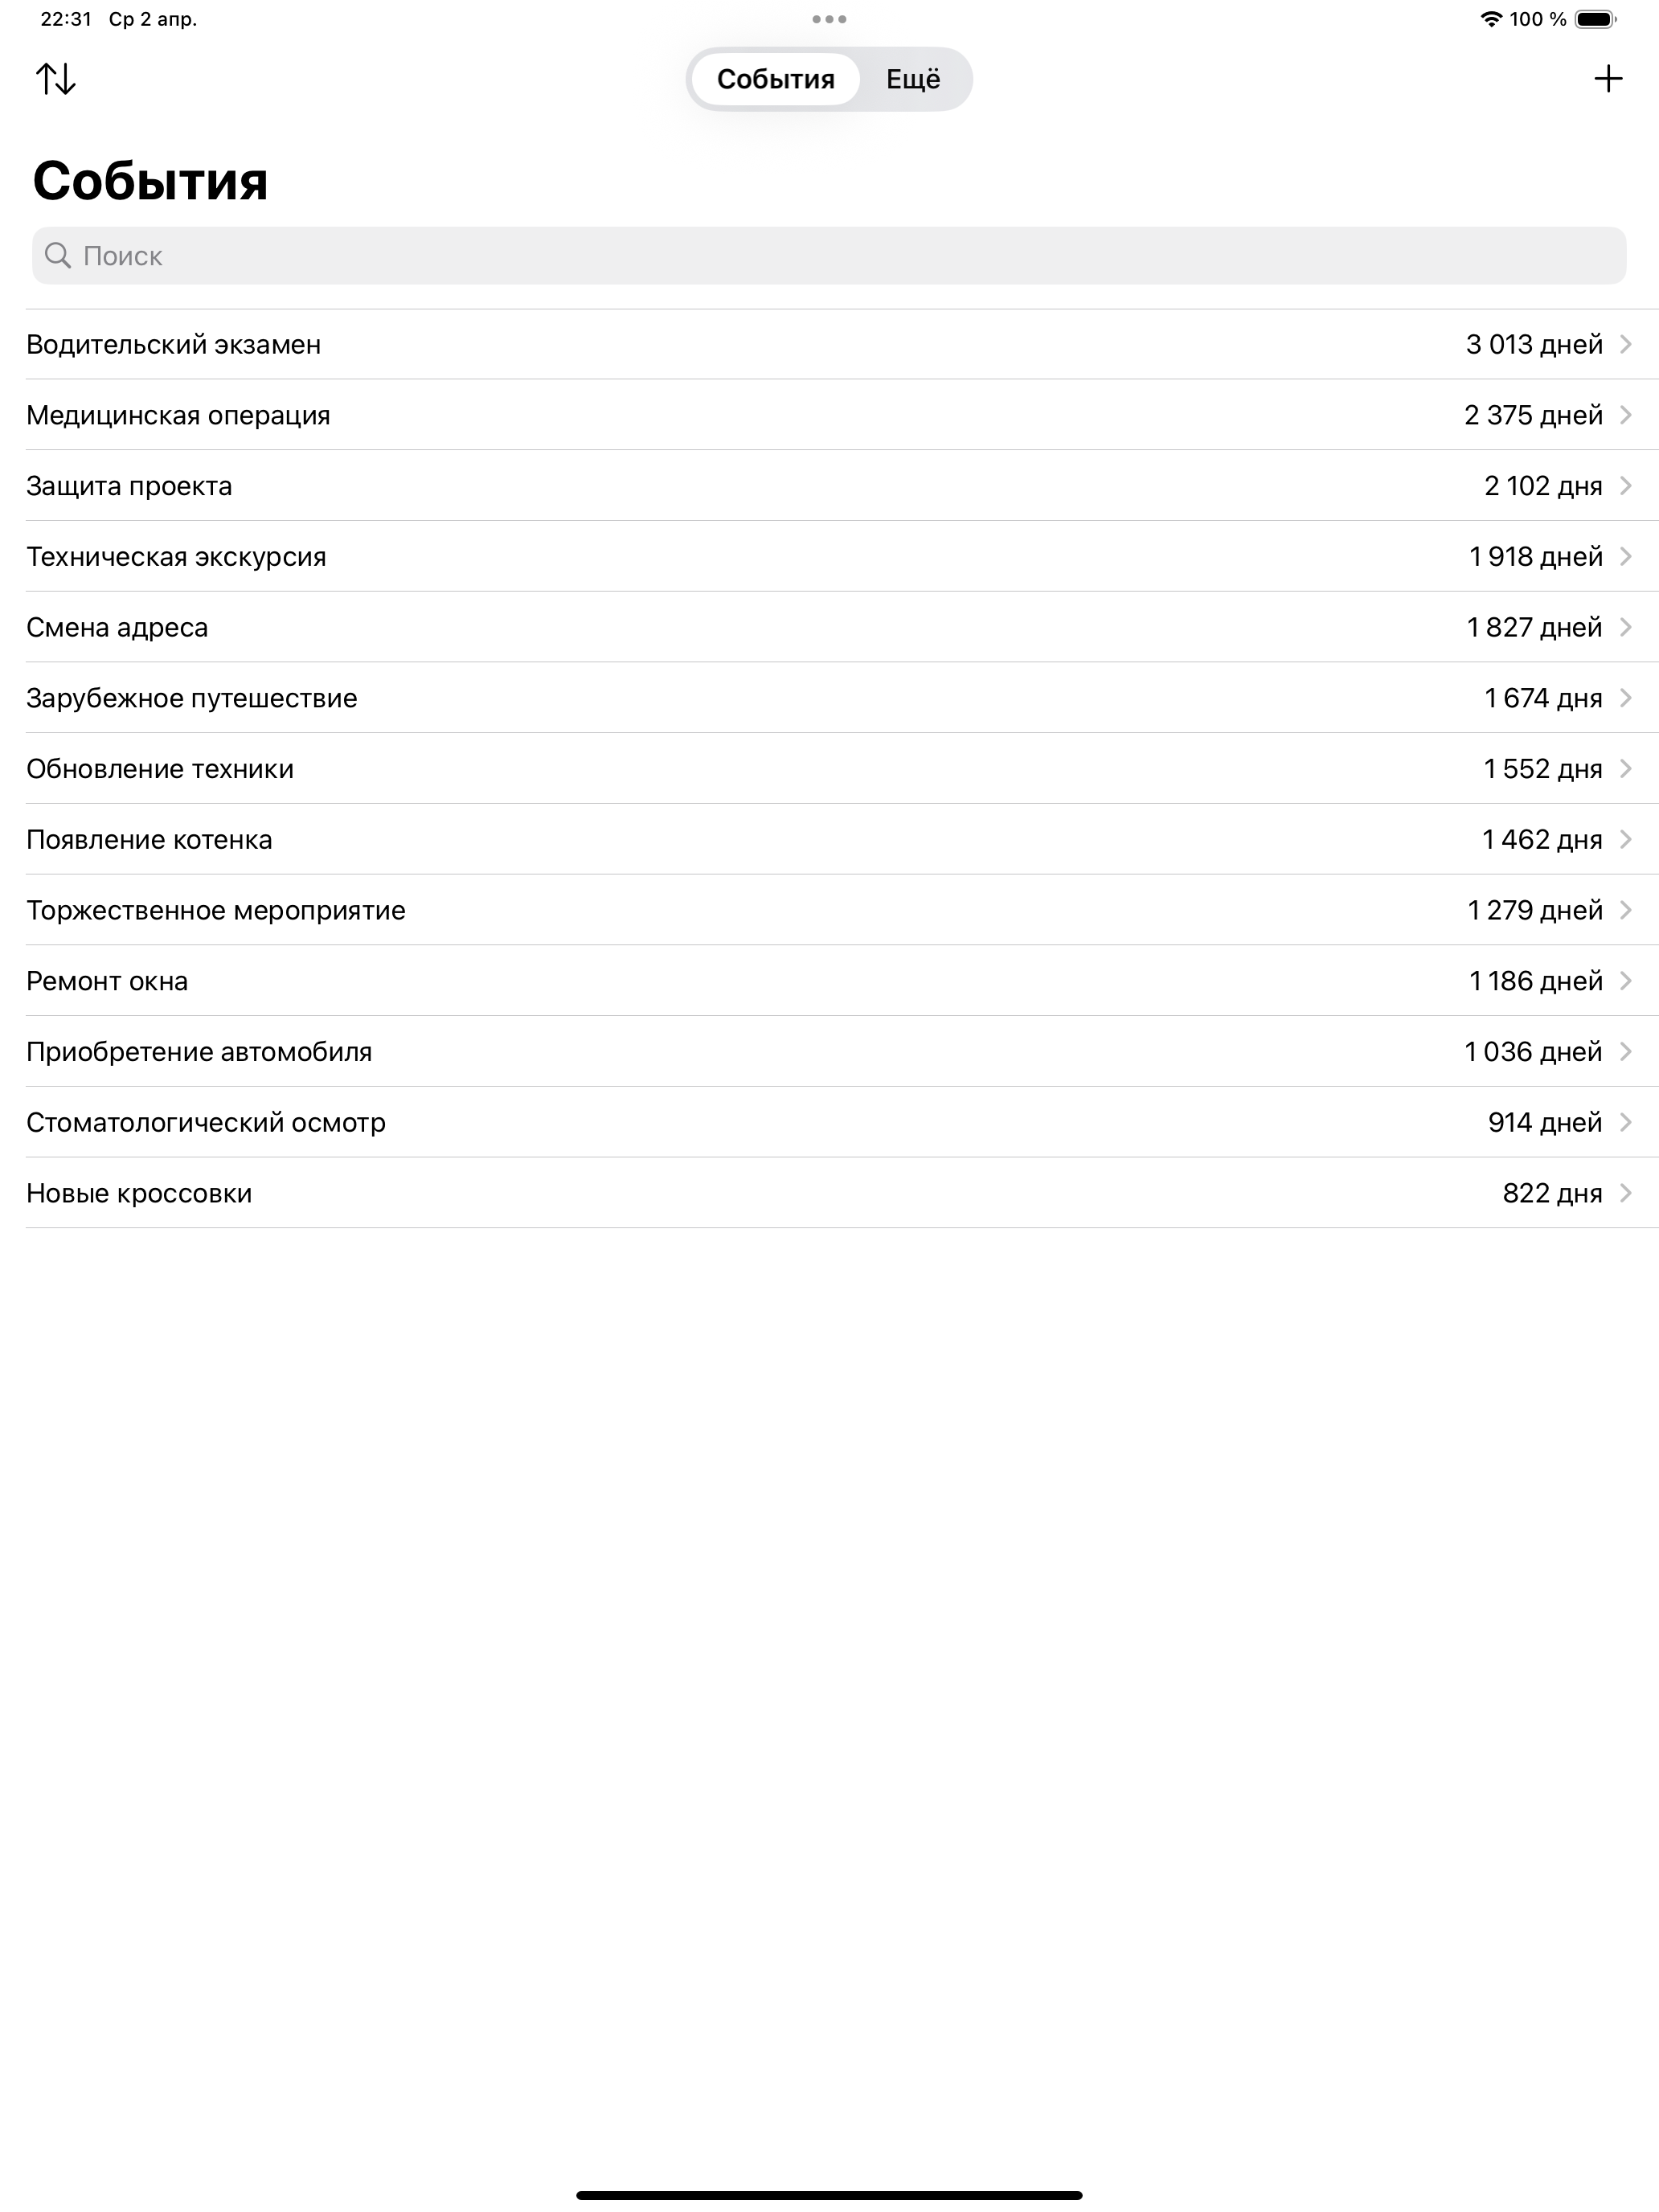 22:31 Ср 2 апр.
100 %
События Ещё
События
Поиск
Водительский экзамен 3 013 дней
Медицинская операция 2 375 дней
Защита проекта 2 102 дня
Техническая экскурсия 1 918 дней
Смена адреса 1 827 дней
Зарубежное путешествие 1 674 дня
Обновление техники 1 552 дня
Появление котенка 1 462 дня
Торжественное мероприятие 1 279 дней
Ремонт окна 1 186 дней
Приобретение автомобиля 1 036 дней
Стоматологический осмотр 914 дней
Новые кроссовки 822 дня